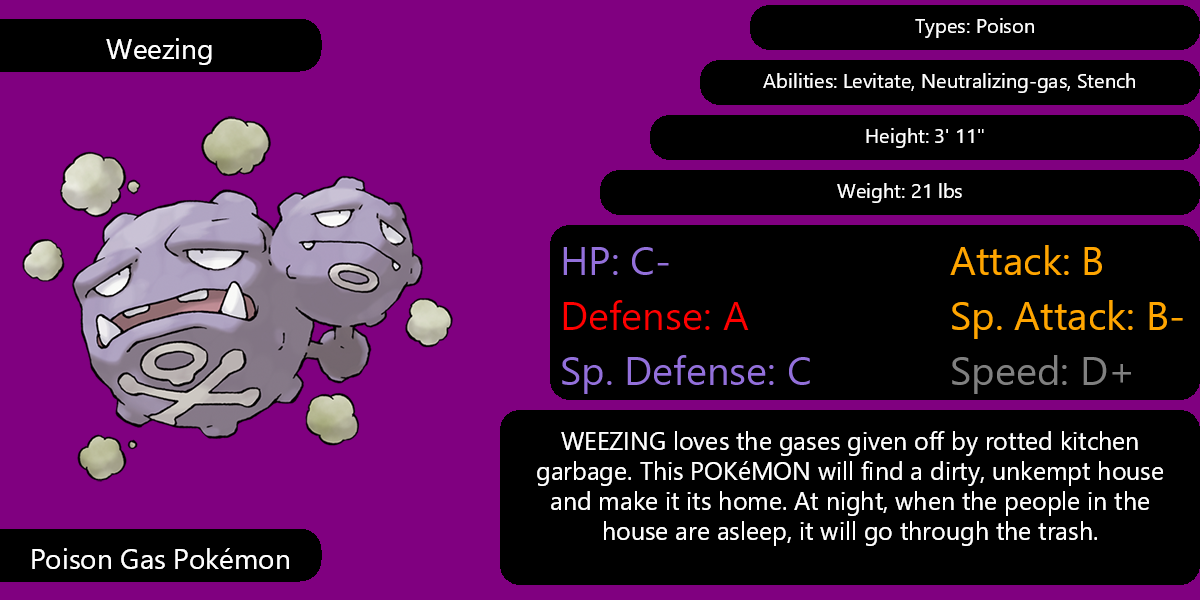 Weezing
Types: Poison
Abilities: Levitate, Neutralizing-gas, Stench
Height: 3' 11"
Weight: 21 lbs
HP: C-
Attack: B
Defense: A
Sp. Attack: B-
Sp. Defense: C
Speed: D+
WEEZING loves the gases given off by rotted kitchen
garbage. This POKéMON will find a dirty, unkempt house
and make it its home. At night, when the people in the
house are asleep, it will go through the trash.
Poison Gas Pokémon